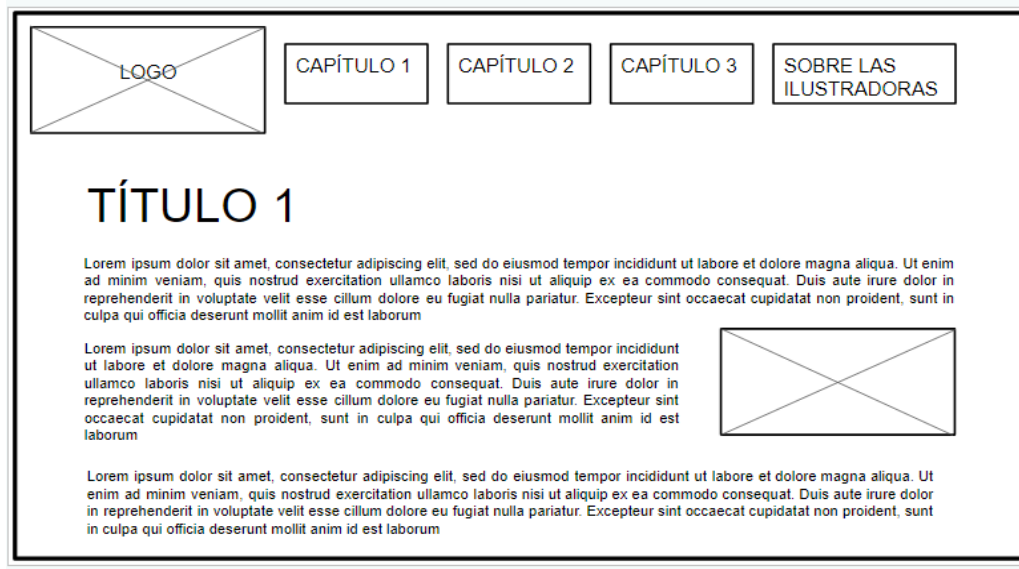 LOGO
CAPÍTULO 1
CAPÍTULO 2
CAPÍTULO 3
SOBRE LAS
ILUSTRADORAS
TÍTULO 1
Lorem ipsum dolor sit amet, consectetur adipiscing elit, sed do eiusmod tempor incididunt ut labore et dolore magna aliqua. Ut enim
ad minim veniam, quis nostrud exercitation ullamco laboris nisi ut aliquip ex ea commodo consequat. Duis aute irure dolor in
reprehenderit in voluptate velit esse cillum dolore eu fugiat nulla pariatur. Excepteur sint occaecat cupidatat non proident, sunt in
culpa qui officia deserunt mollit anim id est laborum
Lorem ipsum dolor sit amet, consectetur adipiscing elit, sed do eiusmod tempor incididunt
ut labore et dolore magna aliqua. Ut enim ad minim veniam, quis nostrud exercitation
ullamco laboris nisi ut aliquip ex ea commodo consequat. Duis aute irure dolor in
reprehenderit in voluptate velit esse cillum dolore eu fugiat nulla pariatur. Excepteur sint
occaecat cupidatat non proident, sunt in culpa qui officia deserunt mollit anim id est
laborum
Lorem ipsum dolor sit amet, consectetur adipiscing elit, sed do eiusmod tempor incididunt ut labore et dolore magna aliqua. Ut
enim ad minim veniam, quis nostrud exercitation ullamco laboris nisi ut aliquip ex ea commodo consequat. Duis aute irure dolor
in reprehenderit in voluptate velit esse cillum dolore eu fugiat nulla pariatur. Excepteur sint occaecat cupidatat non proident, sunt
in culpa qui officia deserunt mollit anim id est laborum